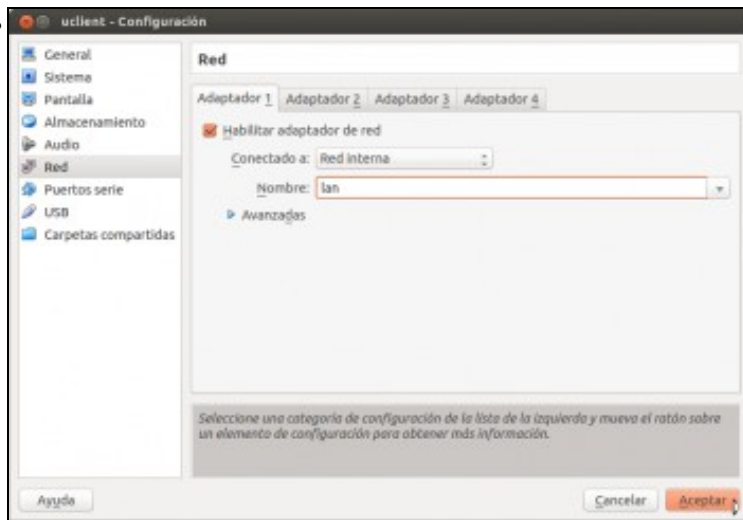 uclient - Configuración
General
Sistema
Pantalla
Almacenamiento
Audio
Red
Puertos serie
USB
Carpetas compartidas
Red
Adaptador 1 Adaptador 2 Adaptador 3 Adaptador 4
Habilitar adaptador de red
Conectado a: Red interna
Nombre: lan
Avanzadas
Seleccione una categoría de configuración de la lista de la izquierda y mueva el ratón sobre
un elemento de configuración para obtener más información.
Ayuda Cancelar Aceptar